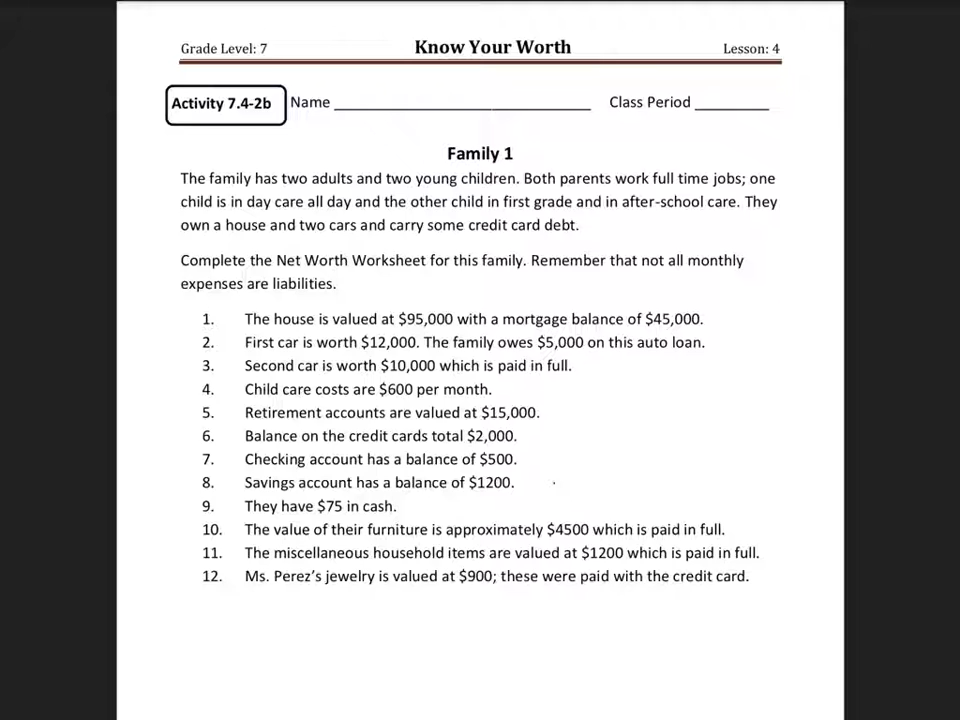 Grade Level: 7 Know Your Worth Lesson: 4
Activity 7.4-2b Name ______________________________ Class Period _________
Family 1
The family has two adults and two young children. Both parents work full time jobs; one
child is in day care all day and the other child in first grade and in after-school care. They
own a house and two cars and carry some credit card debt.
Complete the Net Worth Worksheet for this family. Remember that not all monthly
expenses are liabilities.
1. The house is valued at $95,000 with a mortgage balance of $45,000.
2. First car is worth $12,000. The family owes $5,000 on this auto loan.
3. Second car is worth $10,000 which is paid in full.
4. Child care costs are $600 per month.
5. Retirement accounts are valued at $15,000.
6. Balance on the credit cards total $2,000.
7. Checking account has a balance of $500.
8. Savings account has a balance of $1200.
9. They have $75 in cash.
10. The value of their furniture is approximately $4500 which is paid in full.
11. The miscellaneous household items are valued at $1200 which is paid in full.
12. Ms. Perez’s jewelry is valued at $900; these were paid with the credit card.